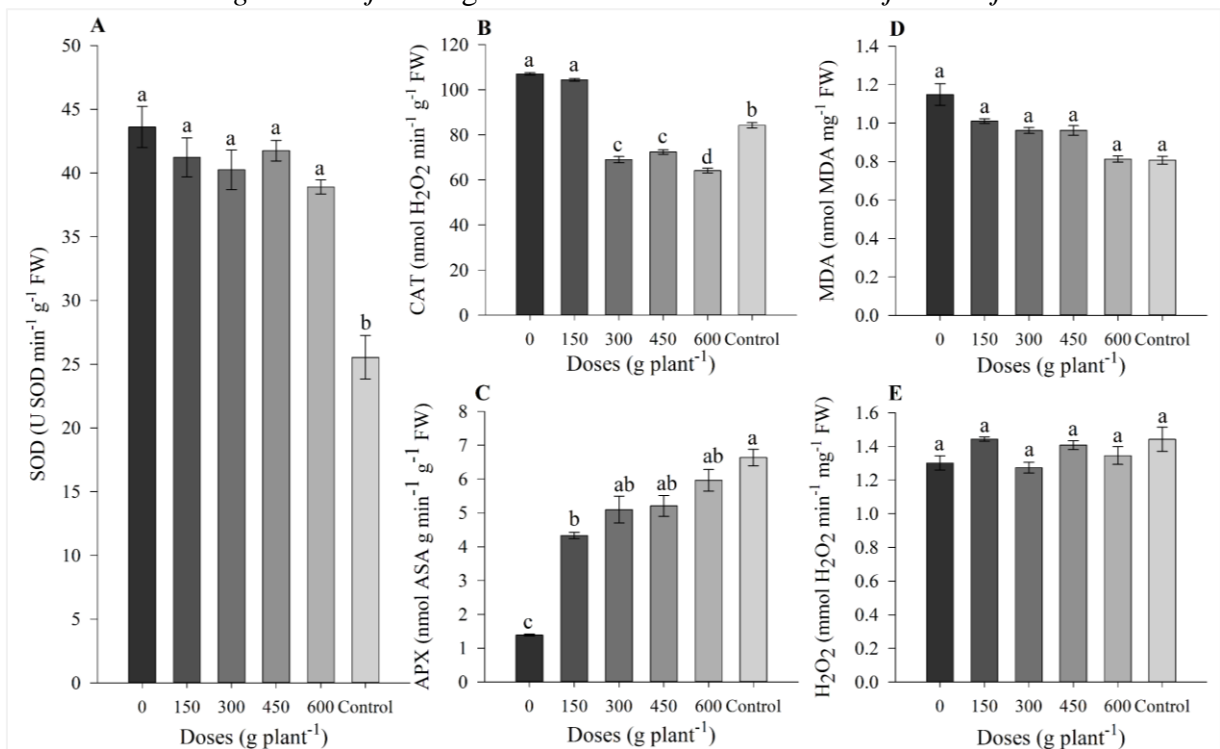 A
50
45
40
35
30
25
20
15
10
5
0
SOD (U SOD min⁻¹ g⁻¹ FW)
a
a
a
a
a
b
0 150 300 450 600 Control
Doses (g plant⁻¹)
B
120
100
80
60
40
20
0
CAT (nmol H₂O₂ min⁻¹ g⁻¹ FW)
a
a
c
c
d
b
0 150 300 450 600 Control
Doses (g plant⁻¹)
C
8
7
6
5
4
3
2
1
0
APX (nmol ASA g min⁻¹ g⁻¹ FW)
c
b
ab
ab
ab
a
0 150 300 450 600 Control
Doses (g plant⁻¹)
D
1.4
1.2
1.0
0.8
0.6
0.4
0.2
0.0
MDA (nmol MDA mg⁻¹ FW)
a
a
a
a
a
a
0 150 300 450 600 Control
Doses (g plant⁻¹)
E
1.6
1.4
1.2
1.0
0.8
0.6
0.4
0.2
0.0
H₂O₂ (mmol H₂O₂ min⁻¹ mg⁻¹ FW)
a
a
a
a
a
a
0 150 300 450 600 Control
Doses (g plant⁻¹)